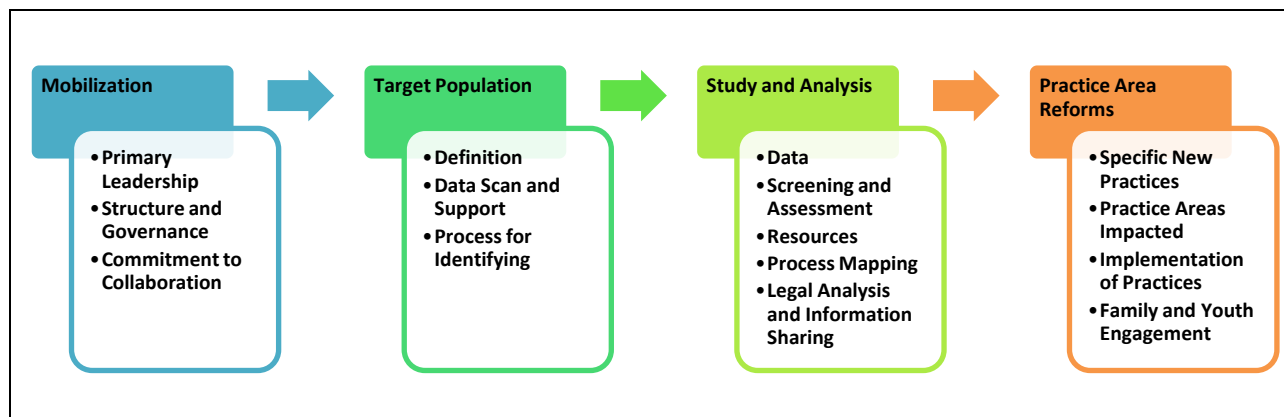 Mobilization
• Primary
Leadership
• Structure and
Governance
• Commitment to
Collaboration
Target Population
• Definition
• Data Scan and
Support
• Process for
Identifying
Study and Analysis
• Data
• Screening and
Assessment
• Resources
• Process Mapping
• Legal Analysis
and Information
Sharing
Practice Area
Reforms
• Specific New
Practices
• Practice Areas
Impacted
• Implementation
of Practices
• Family and Youth
Engagement